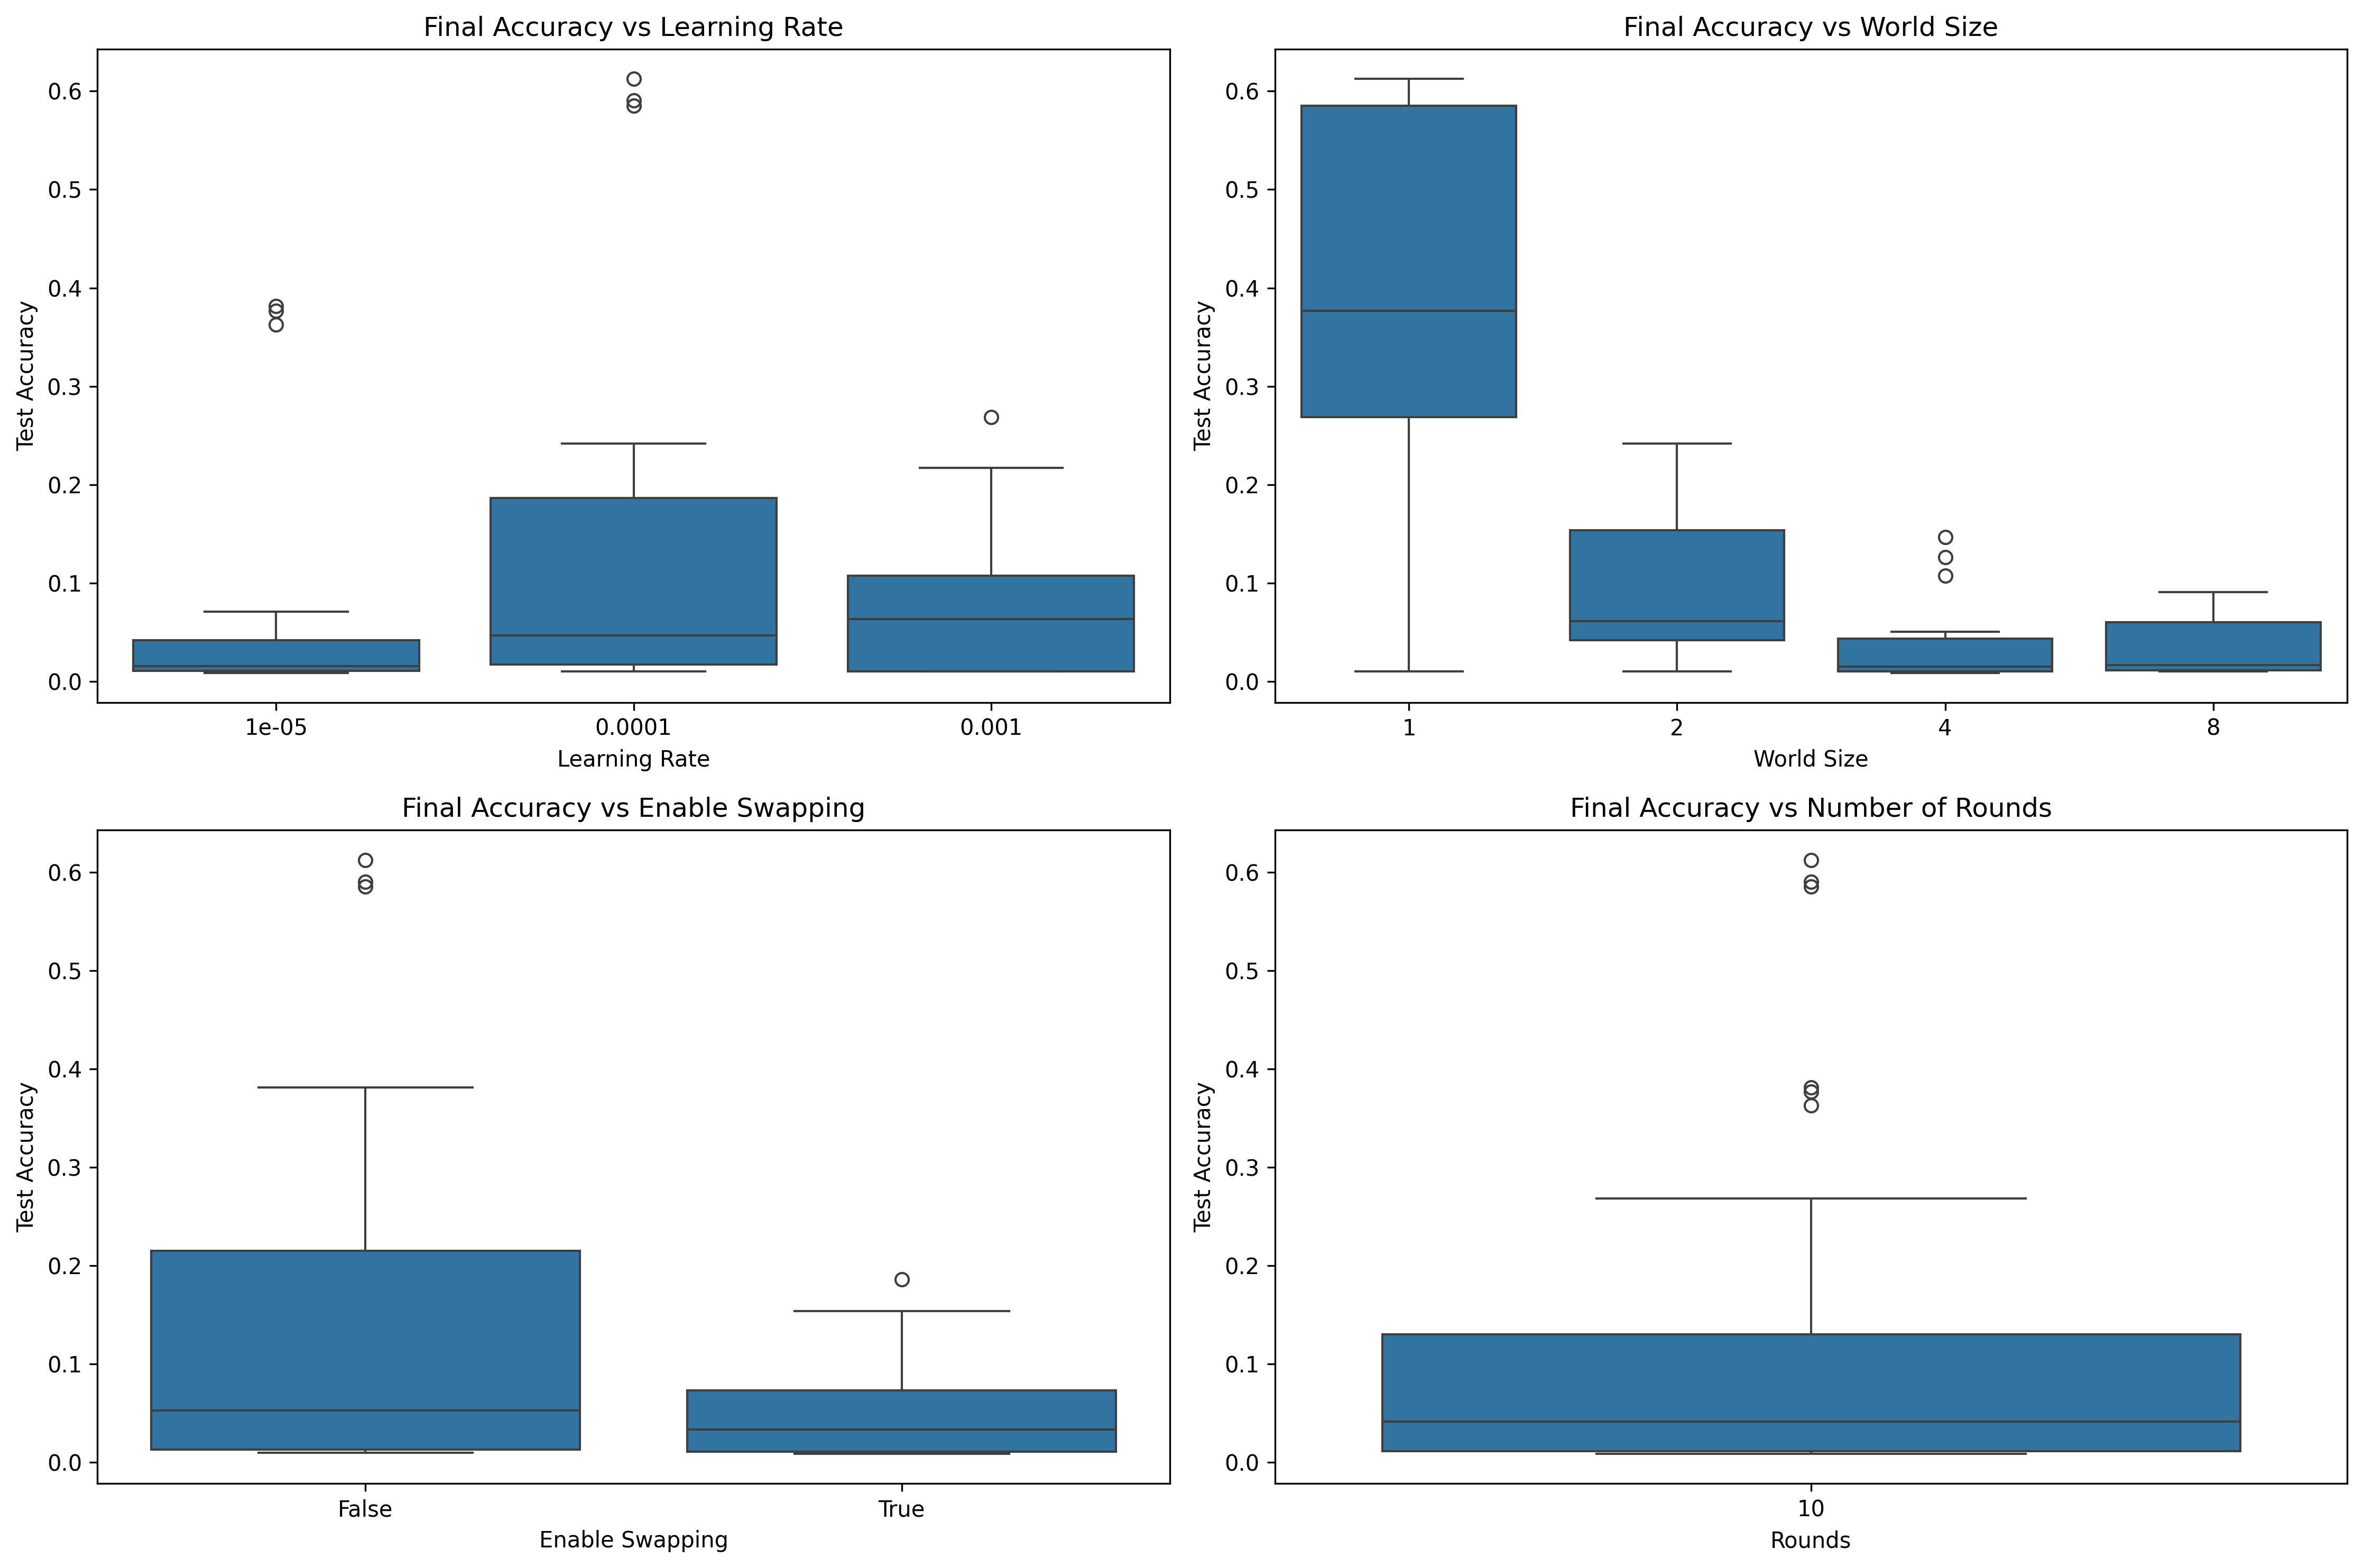 Final Accuracy vs Learning Rate
0.6
0.5
0.4
0.3
0.2
0.1
0.0
Test Accuracy
1e-05 0.0001 0.001
Learning Rate
Final Accuracy vs World Size
0.6
0.5
0.4
0.3
0.2
0.1
0.0
Test Accuracy
1 2 4 8
World Size
Final Accuracy vs Enable Swapping
0.6
0.5
0.4
0.3
0.2
0.1
0.0
Test Accuracy
False True
Enable Swapping
Final Accuracy vs Number of Rounds
0.6
0.5
0.4
0.3
0.2
0.1
0.0
Test Accuracy
10
Rounds